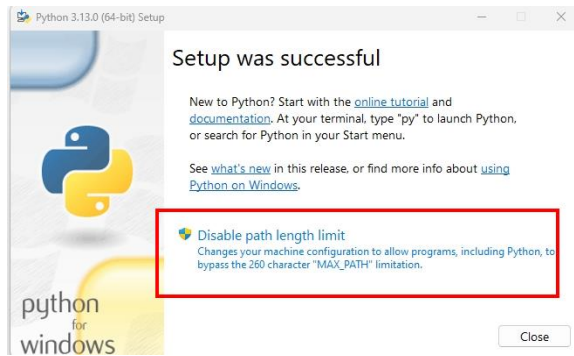 Python 3.13.0 (64-bit) Setup
Setup was successful
New to Python? Start with the online tutorial and
documentation. At your terminal, type "py" to launch Python,
or search for Python in your Start menu.
See what's new in this release, or find more info about using
Python on Windows.
Disable path length limit
Changes your machine configuration to allow programs, including Python, to
bypass the 260 character "MAX_PATH" limitation.
python
for
windows
Close